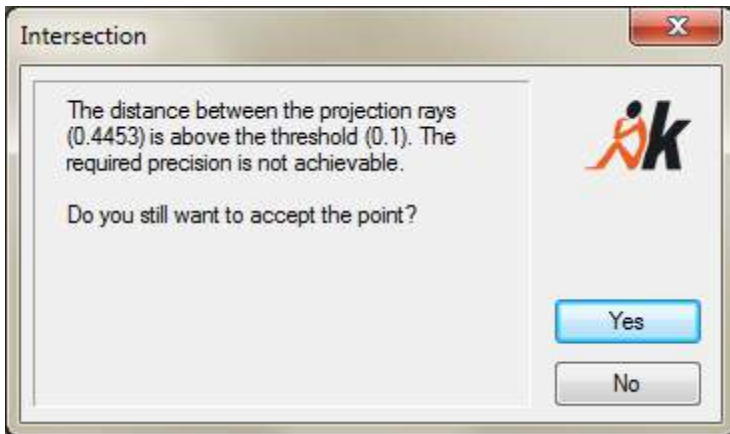 Intersection
The distance between the projection rays
(0.4453) is above the threshold (0.1). The
required precision is not achievable.
Do you still want to accept the point?
k
Yes
No